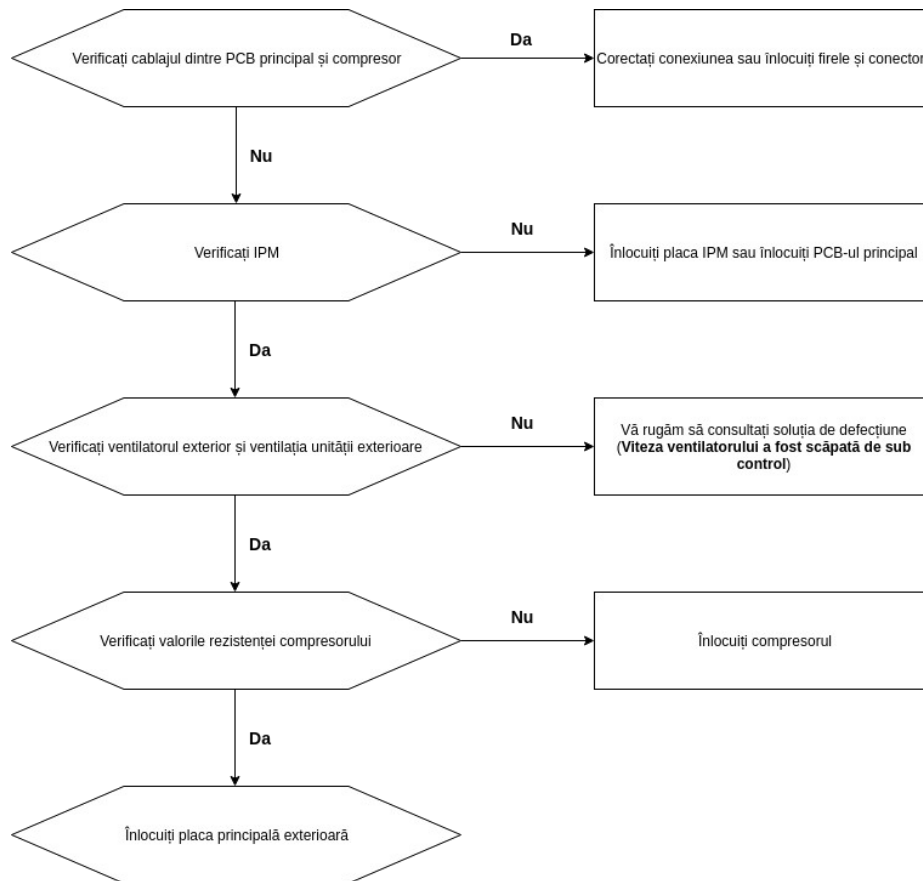 Verificați cablajul dintre PCB principal și compresor
Da
Corectați conexiunea sau înlocuiți firele și conector
Nu
Verificați IPM
Nu
Înlocuiți placa IPM sau înlocuiți PCB-ul principal
Da
Verificați ventilatorul exterior și ventilația unității exterioare
Nu
Vă rugăm să consultați soluția de defecțiune
(Viteza ventilatorului a fost scăpată de sub
control)
Da
Verificați valorile rezistenței compresorului
Nu
Înlocuiți compresorul
Da
Înlocuiți placa principală exterioară